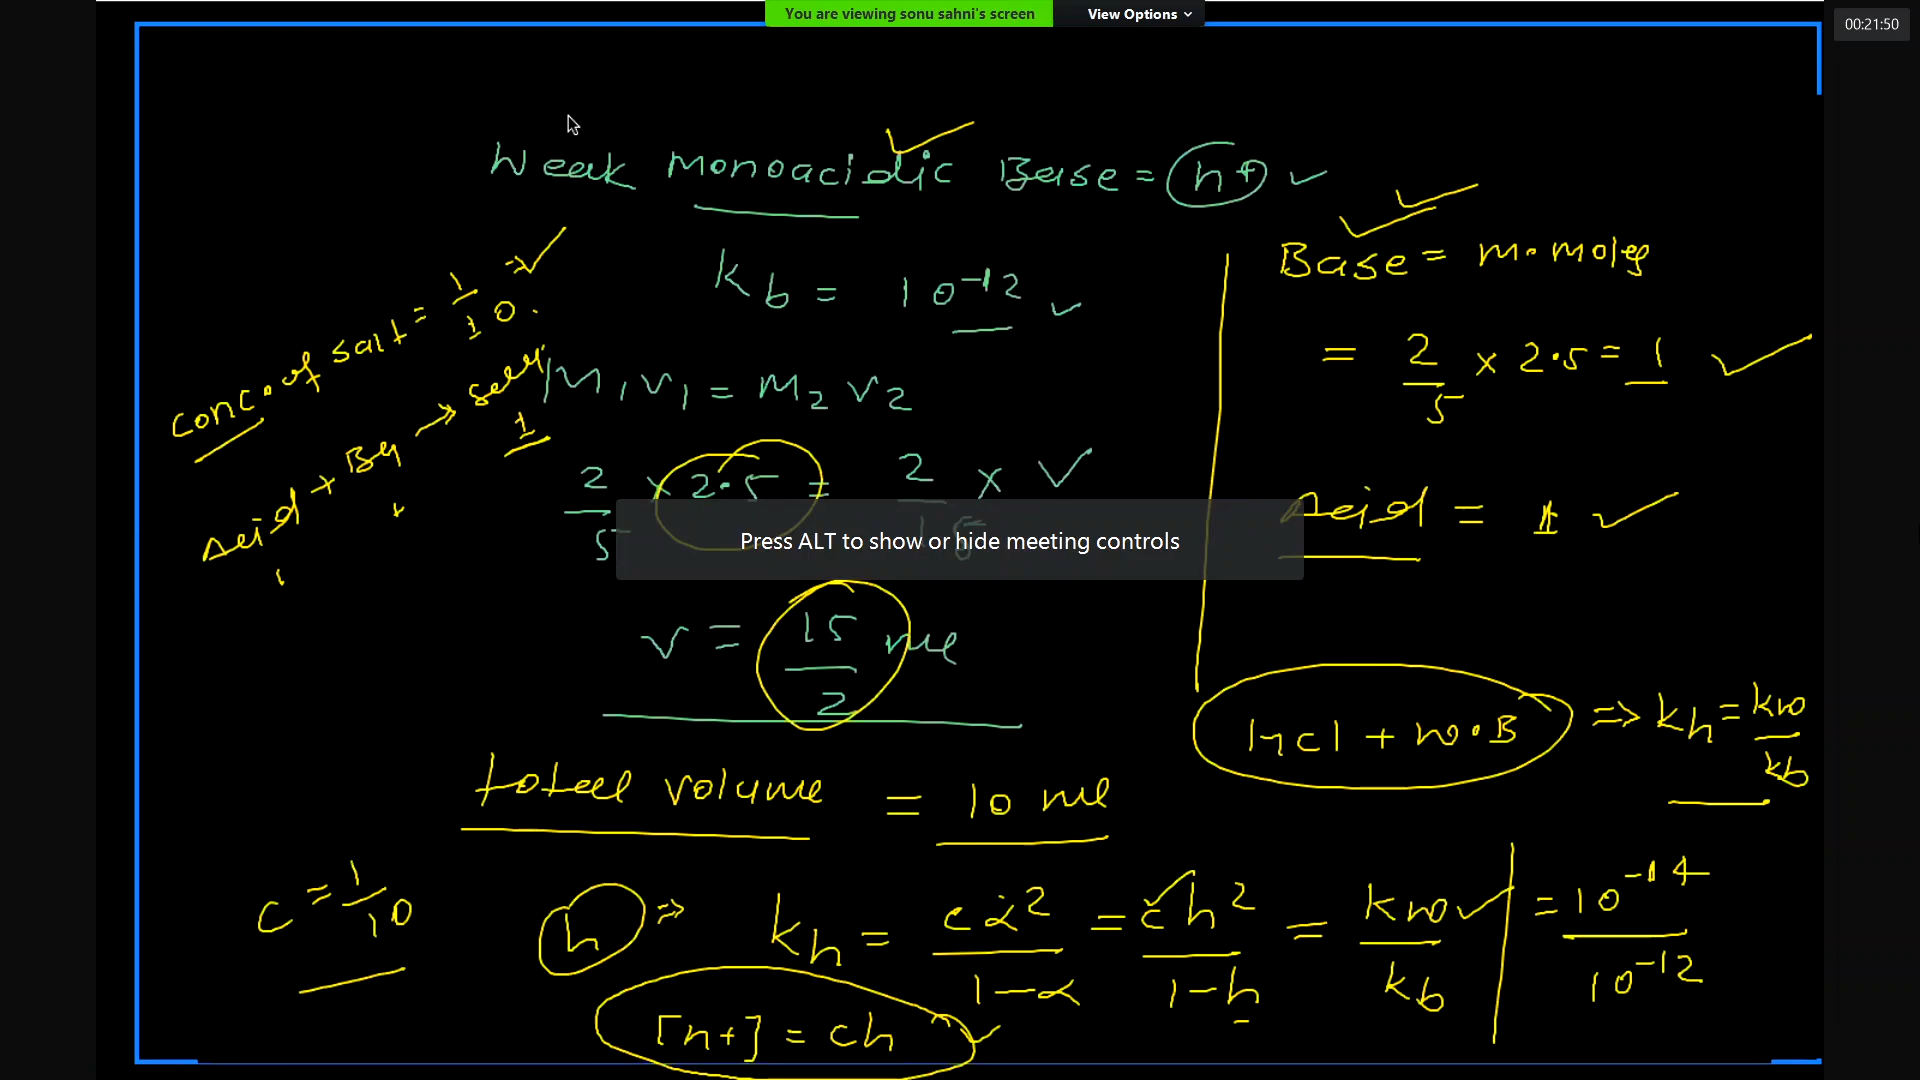 You are viewing sonu sahni's screen
View Options
00:21:50
Weak Monoacidic Base = H+
Kb = 10^-12
Conc. of salt = 1/10
M1V1 = M2V2
Acid + B4 → salt
1
2/5 × 2.5 = 2/15 × V
Press ALT to show or hide meeting controls
V = 15/2 ml
total volume = 10 ml
Base = m.moles
= 2/5 × 2.5 = 1
Acid = 1
HCl + W.B ⇒ Kh = Kw/Kb
C = 1/10
h ⇒ Kh = cα²/1-α = ch²/1-h = Kw/Kb = 10^-14/10^-12
[H+] = ch